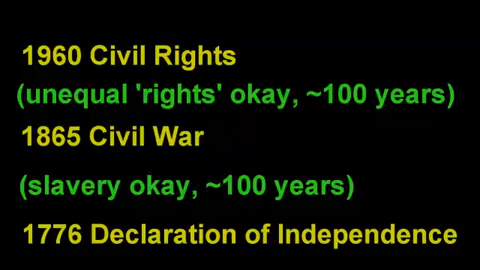 1960 Civil Rights
(unequal 'rights' okay, ~100 years)
1865 Civil War
(slavery okay, ~100 years)
1776 Declaration of Independence